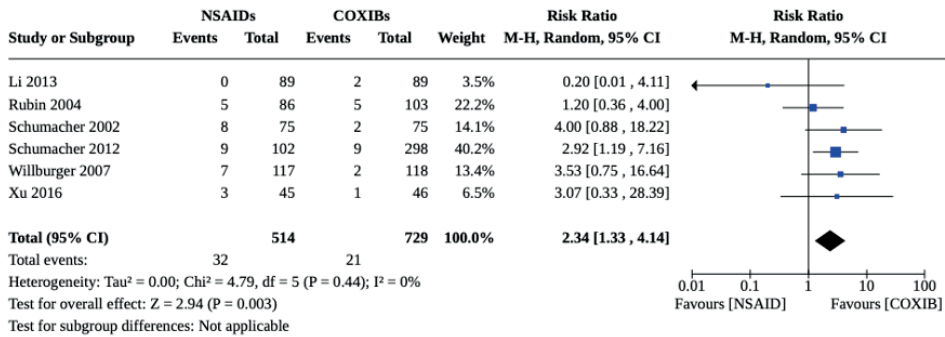 NSAIDs COXIBs Risk Ratio Risk Ratio
Study or Subgroup Events Total Events Total Weight M-H, Random, 95% CI M-H, Random, 95% CI
Li 2013 0 89 2 89 3.5% 0.20 [0.01 , 4.11]
Rubin 2004 5 86 5 103 22.2% 1.20 [0.36 , 4.00]
Schumacher 2002 8 75 2 75 14.1% 4.00 [0.88 , 18.22]
Schumacher 2012 9 102 9 298 40.2% 2.92 [1.19 , 7.16]
Willburger 2007 7 117 2 118 13.4% 3.53 [0.75 , 16.64]
Xu 2016 3 45 1 46 6.5% 3.07 [0.33 , 28.39]
Total (95% CI) 514 729 100.0% 2.34 [1.33 , 4.14]
Total events: 32 21
Heterogeneity: Tau² = 0.00; Chi² = 4.79, df = 5 (P = 0.44); I² = 0%
0.01 0.1 1 10 100
Test for overall effect: Z = 2.94 (P = 0.003)
Favours [NSAID] Favours [COXIB]
Test for subgroup differences: Not applicable